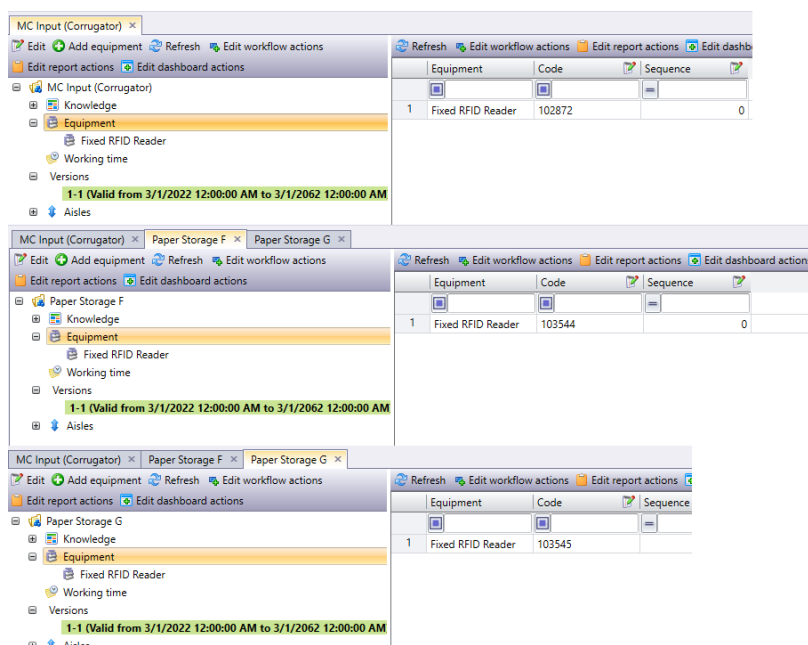 MC Input (Corrugator) ×
Edit Add equipment Refresh Edit workflow actions
Edit report actions Edit dashboard actions
MC Input (Corrugator)
Knowledge
Equipment
Fixed RFID Reader
Working time
Versions
1-1 (Valid from 3/1/2022 12:00:00 AM to 3/1/2062 12:00:00 AM
Aisles
Refresh Edit workflow actions Edit report actions Edit dashb
Equipment Code Sequence
=
1 Fixed RFID Reader 102872 0
MC Input (Corrugator) × Paper Storage F × Paper Storage G ×
Edit Add equipment Refresh Edit workflow actions
Edit report actions Edit dashboard actions
Paper Storage F
Knowledge
Equipment
Fixed RFID Reader
Working time
Versions
1-1 (Valid from 3/1/2022 12:00:00 AM to 3/1/2062 12:00:00 AM
Aisles
Refresh Edit workflow actions Edit report actions Edit dashboard action
Equipment Code Sequence
=
1 Fixed RFID Reader 103544 0
MC Input (Corrugator) × Paper Storage F × Paper Storage G ×
Edit Add equipment Refresh Edit workflow actions
Edit report actions Edit dashboard actions
Paper Storage G
Knowledge
Equipment
Fixed RFID Reader
Working time
Versions
1-1 (Valid from 3/1/2022 12:00:00 AM to 3/1/2062 12:00:00 AM
Aisles
Refresh Edit workflow actions Edit report actions
Equipment Code Sequence
=
1 Fixed RFID Reader 103545